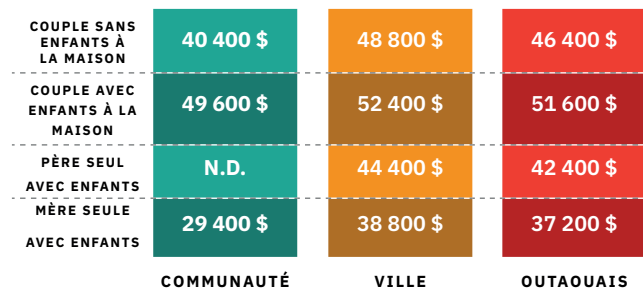 COUPLE SANS
ENFANTS À
LA MAISON
40 400 $
48 800 $
46 400 $
COUPLE AVEC
ENFANTS À LA
MAISON
49 600 $
52 400 $
51 600 $
PÈRE SEUL
AVEC ENFANTS
N.D.
44 400 $
42 400 $
MÈRE SEULE
AVEC ENFANTS
29 400 $
38 800 $
37 200 $
COMMUNAUTÉ
VILLE
OUTAOUAIS